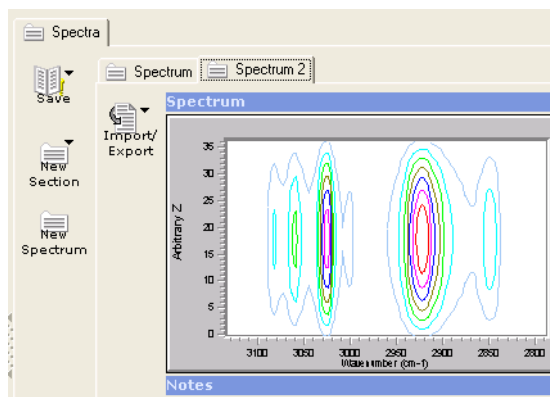 Spectra
Save
New
Section
New
Spectrum
Spectrum
Spectrum 2
Import/
Export
Spectrum
Arbitrary Z
35
30
25
20
15
10
5
0
3100 3050 3000 2950 2900 2850 2800
Wavenumber (cm-1)
Notes